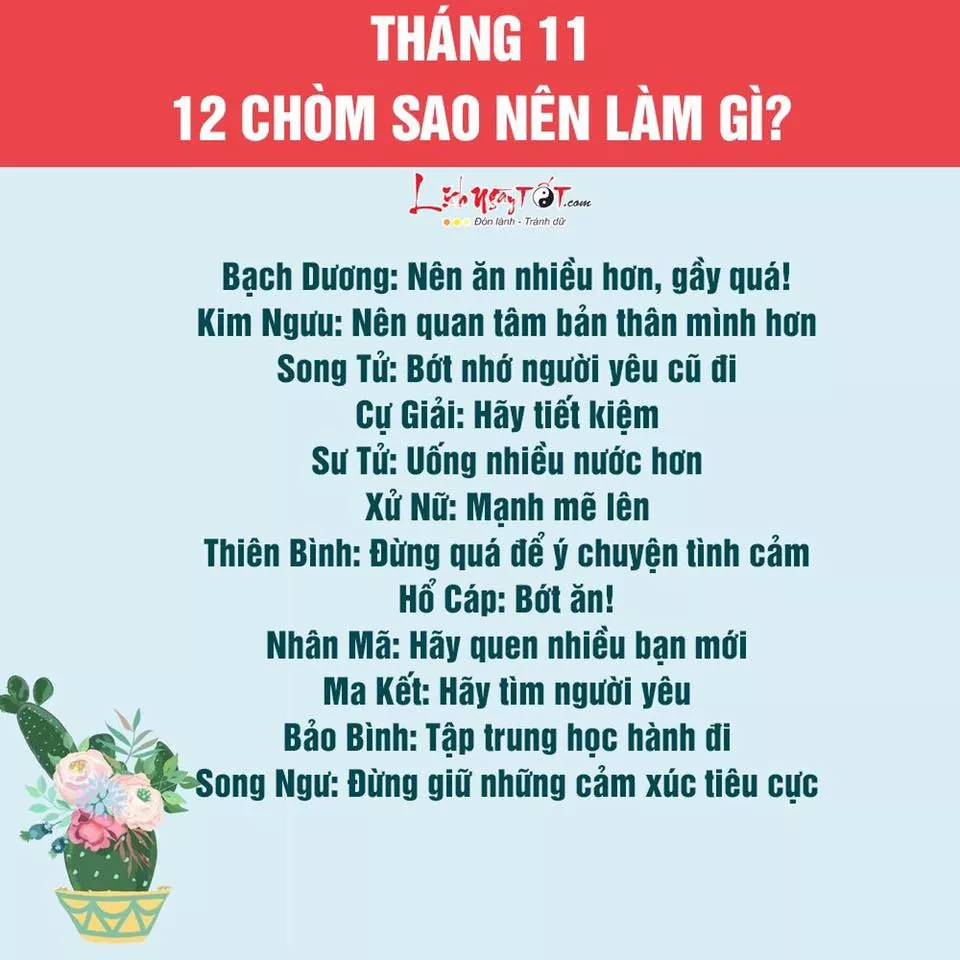 THÁNG 11
12 CHÒM SAO NÊN LÀM GÌ?
LịchNgàyTỐT.com
Đón lành - Tránh dữ
Bạch Dương: Nên ăn nhiều hơn, gầy quá!
Kim Ngưu: Nên quan tâm bản thân mình hơn
Song Tử: Bớt nhớ người yêu cũ đi
Cự Giải: Hãy tiết kiệm
Sư Tử: Uống nhiều nước hơn
Xử Nữ: Mạnh mẽ lên
Thiên Bình: Đừng quá để ý chuyện tình cảm
Hổ Cáp: Bớt ăn!
Nhân Mã: Hãy quen nhiều bạn mới
Ma Kết: Hãy tìm người yêu
Bảo Bình: Tập trung học hành đi
Song Ngư: Đừng giữ những cảm xúc tiêu cực